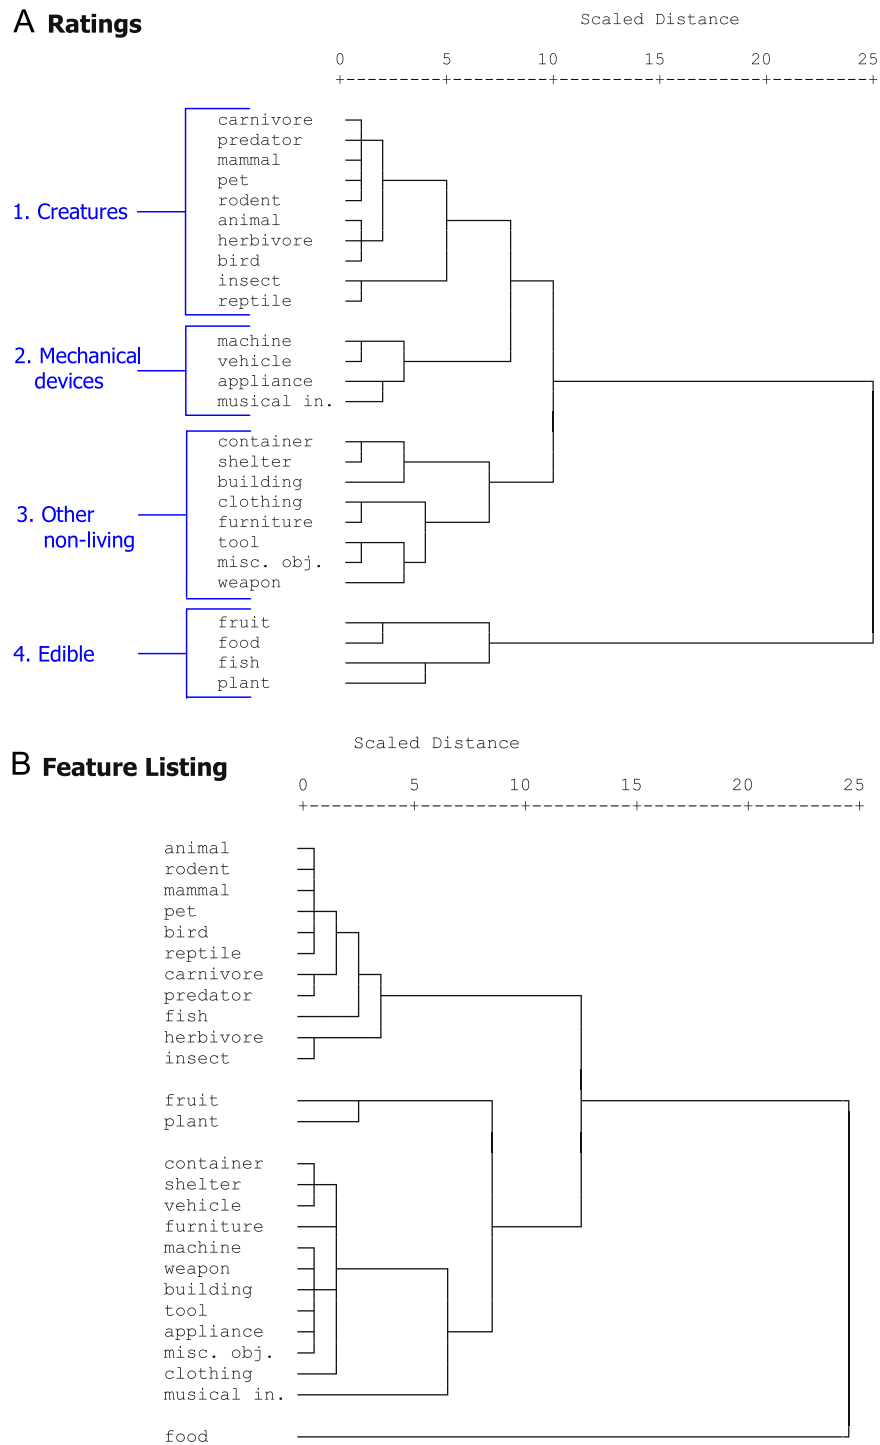 A Ratings
Scaled Distance
0 5 10 15 20 25
carnivore
predator
mammal
pet
rodent
animal
herbivore
bird
insect
reptile
1. Creatures
machine
vehicle
appliance
musical in.
2. Mechanical
devices
container
shelter
building
clothing
furniture
tool
misc. obj.
weapon
3. Other
non-living
fruit
food
fish
plant
4. Edible
Scaled Distance
B Feature Listing
0 5 10 15 20 25
animal
rodent
mammal
pet
bird
reptile
carnivore
predator
fish
herbivore
insect
fruit
plant
container
shelter
vehicle
furniture
machine
weapon
building
tool
appliance
misc. obj.
clothing
musical in.
food